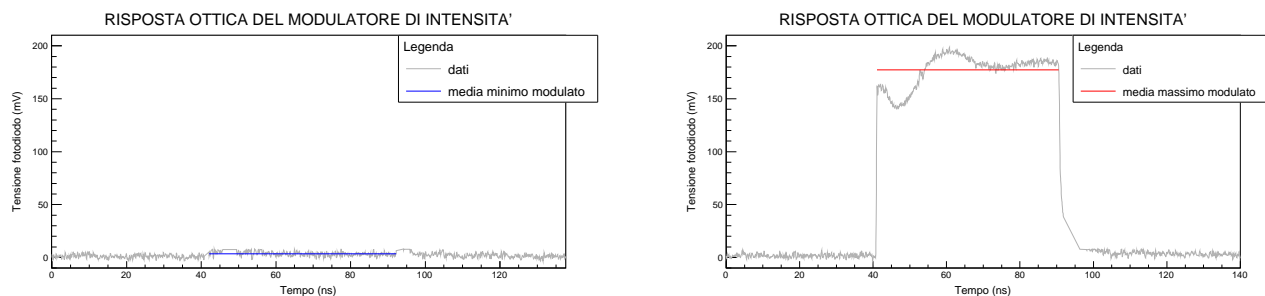 RISPOSTA OTTICA DEL MODULATORE DI INTENSITA'
Tensione fotodiodo (mV)
200
150
100
50
0
Legenda
dati
media minimo modulato
0 20 40 60 80 100 120
Tempo (ns)
RISPOSTA OTTICA DEL MODULATORE DI INTENSITA'
Tensione fotodiodo (mV)
200
150
100
50
0
Legenda
dati
media massimo modulato
0 20 40 60 80 100 120 140
Tempo (ns)